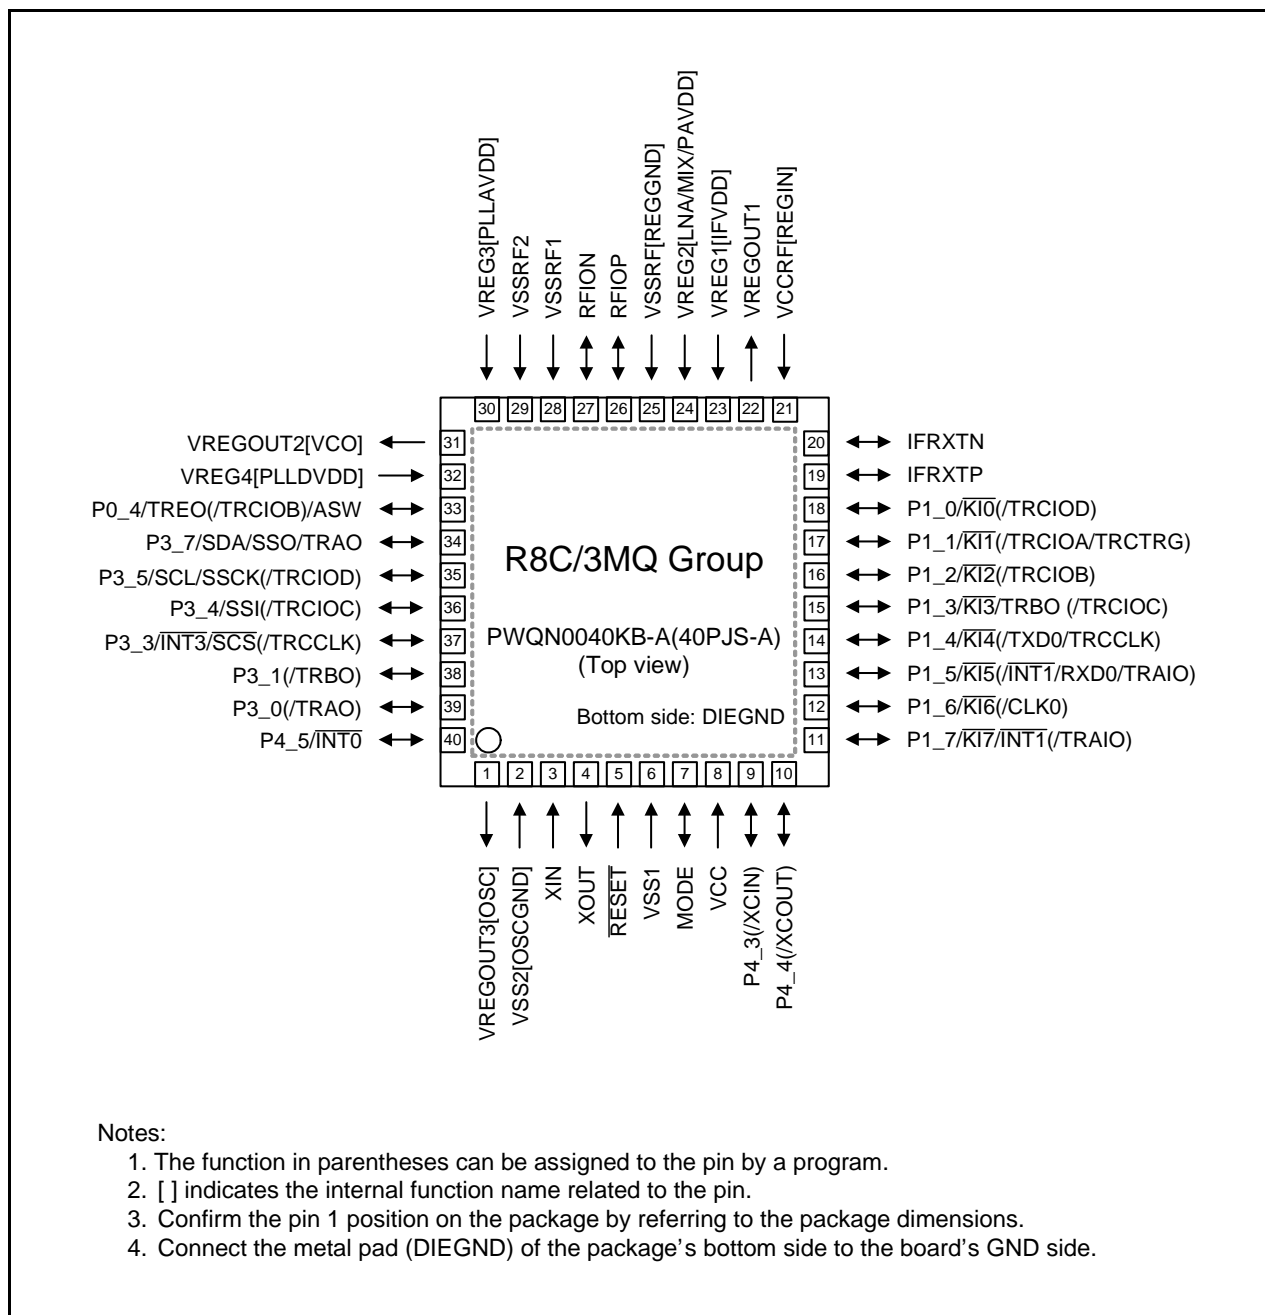 VREG3[PLLAVDD]
VSSRF2
VSSRF1
RFION
RFIOP
VSSRF[REGGND]
VREG2[LNA/MIX/PAVDD]
VREG1[IFVDD]
VREGOUT1
VCCRF[REGIN]
30 29 28 27 26 25 24 23 22 21
VREGOUT2[VCO] 31
VREG4[PLLDVDD] 32
P0_4/TREO(/TRCIOB)/ASW 33
P3_7/SDA/SSO/TRAO 34
P3_5/SCL/SSCK(/TRCIOD) 35
P3_4/SSI(/TRCIOC) 36
P3_3/INT3/SCS(/TRCCLK) 37
P3_1(/TRBO) 38
P3_0(/TRAO) 39
P4_5/INT0 40
R8C/3MQ Group
PWQN0040KB-A(40PJS-A)
(Top view)
Bottom side: DIEGND
20 IFRXTN
19 IFRXTP
18 P1_0/KI0(/TRCIOD)
17 P1_1/KI1(/TRCIOA/TRCTRG)
16 P1_2/KI2(/TRCIOB)
15 P1_3/KI3/TRBO (/TRCIOC)
14 P1_4/KI4(/TXD0/TRCCLK)
13 P1_5/KI5(/INT1/RXD0/TRAIO)
12 P1_6/KI6(/CLK0)
11 P1_7/KI7/INT1(/TRAIO)
1 2 3 4 5 6 7 8 9 10
VREGOUT3[OSC]
VSS2[OSCGND]
XIN
XOUT
RESET
VSS1
MODE
VCC
P4_3(/XCIN)
P4_4(/XCOUT)
Notes:
1. The function in parentheses can be assigned to the pin by a program.
2. [ ] indicates the internal function name related to the pin.
3. Confirm the pin 1 position on the package by referring to the package dimensions.
4. Connect the metal pad (DIEGND) of the package's bottom side to the board's GND side.